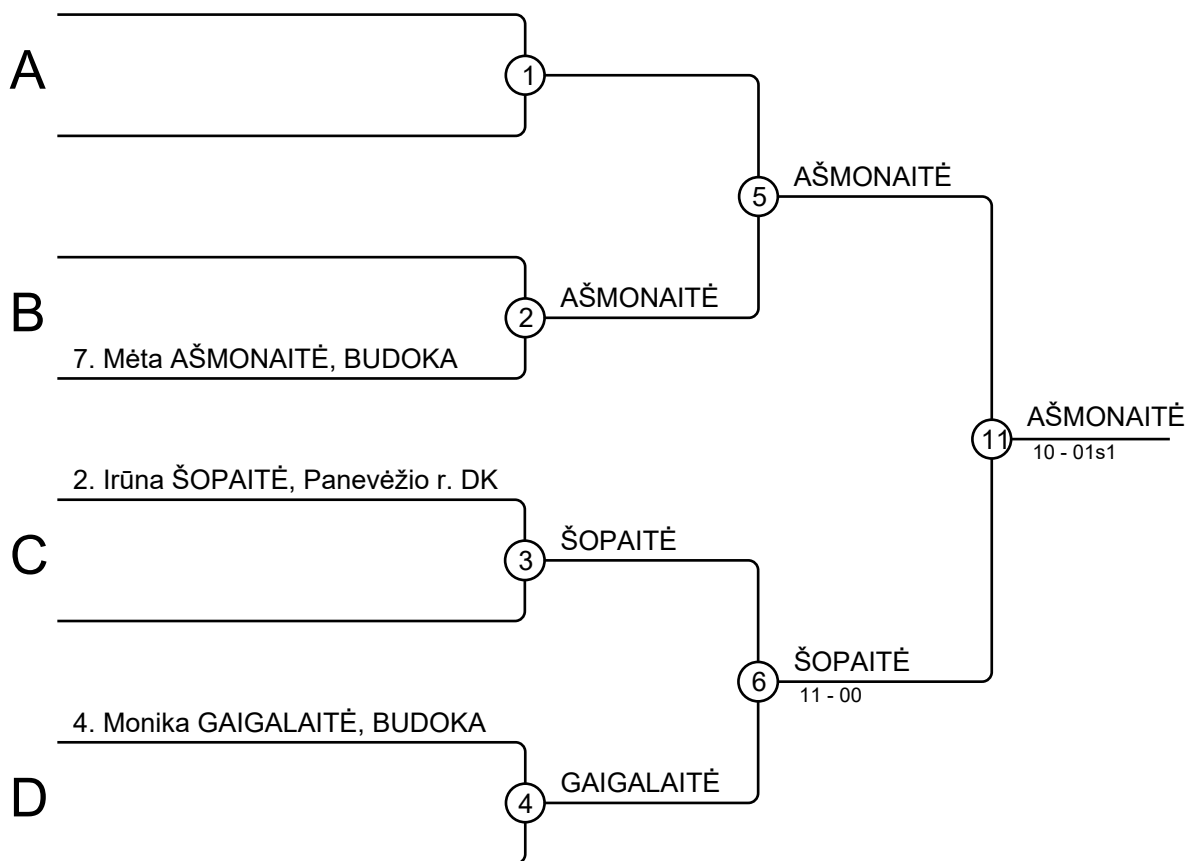 A
1
5
AŠMONAITĖ
B
2
AŠMONAITĖ
7. Mėta AŠMONAITĖ, BUDOKA
11
AŠMONAITĖ
10 - 01s1
2. Irūna ŠOPAITĖ, Panevėžio r. DK
C
3
ŠOPAITĖ
6
ŠOPAITĖ
11 - 00
4. Monika GAIGALAITĖ, BUDOKA
D
4
GAIGALAITĖ